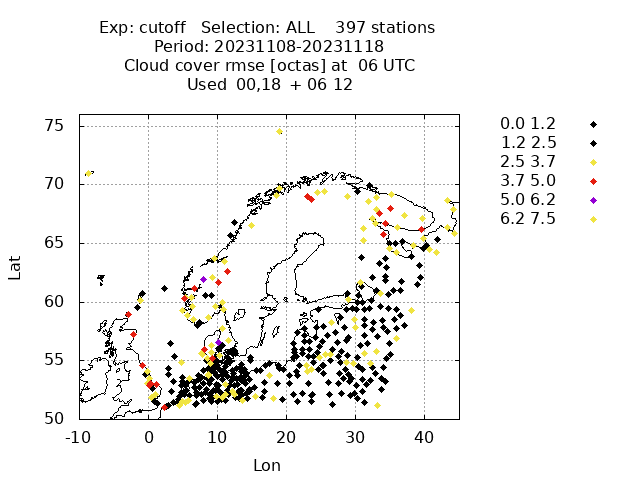 Exp: cutoff   Selection: ALL    397 stations
Period: 20231108-20231118
Cloud cover rmse [octas] at  06 UTC
Used  00,18  + 06 12
0.0 1.2
1.2 2.5
2.5 3.7
3.7 5.0
5.0 6.2
6.2 7.5
75
70
65
60
55
50
Lat
-10 0 10 20 30 40
Lon